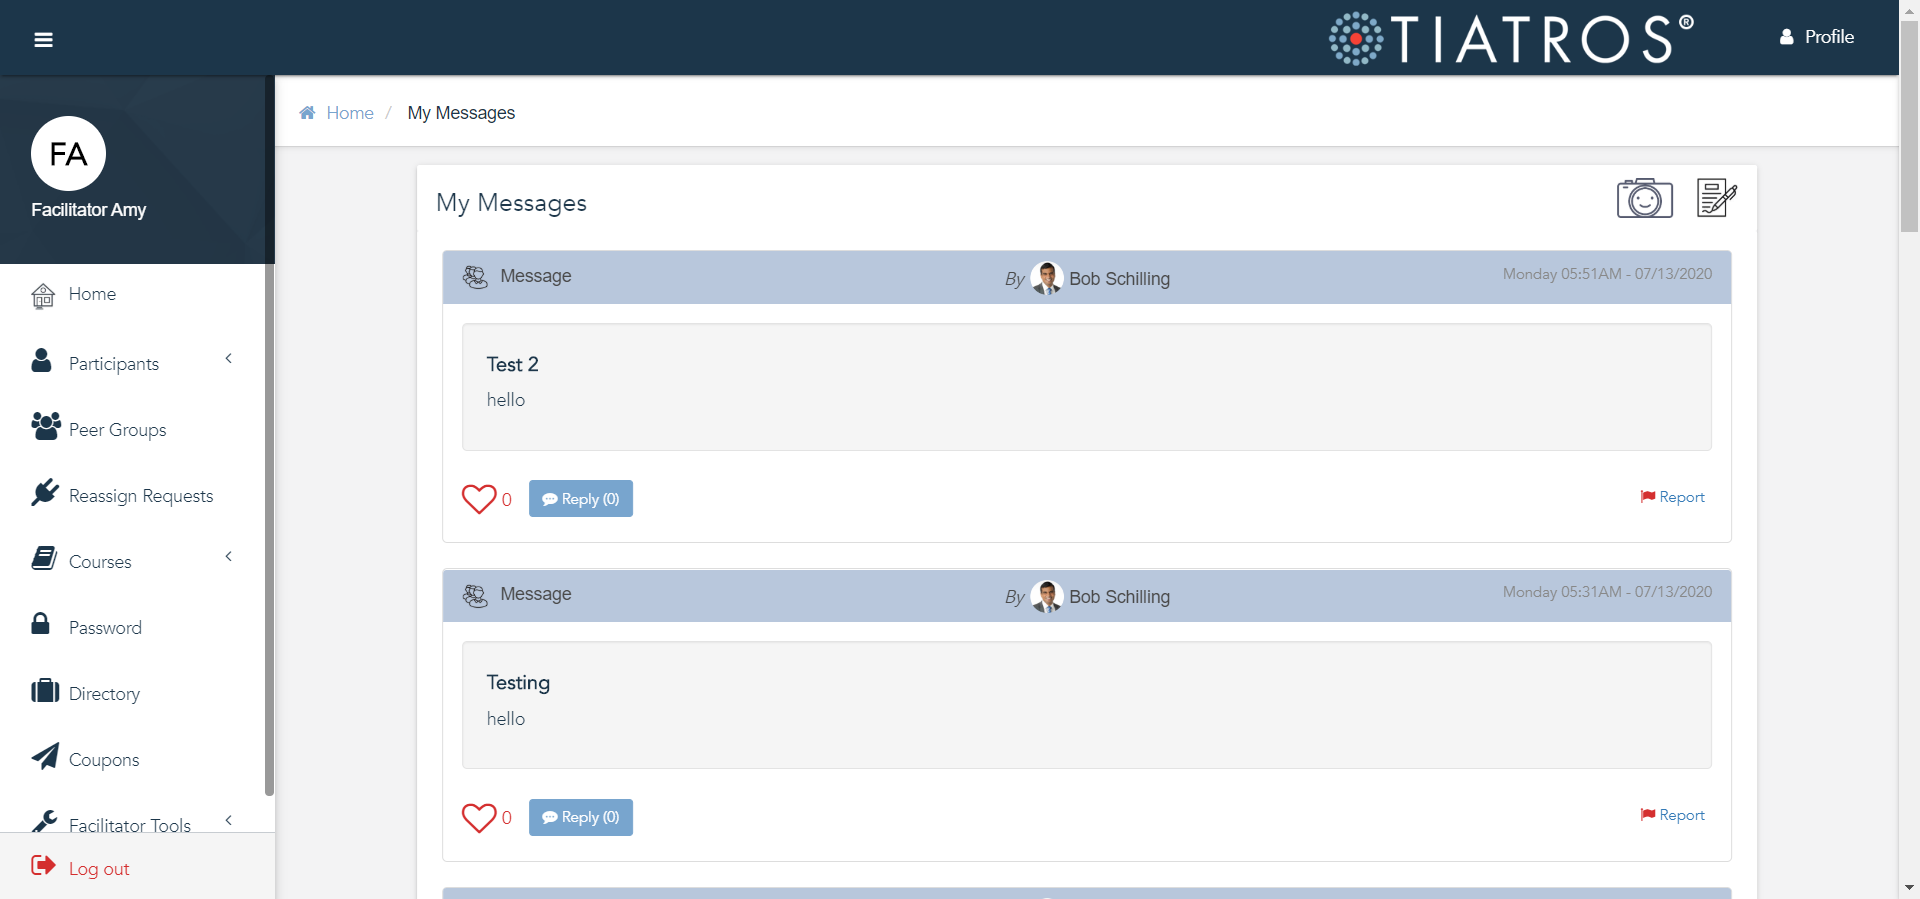 TIATROS®
Profile
FA
Facilitator Amy
Home
Participants
Peer Groups
Reassign Requests
Courses
Password
Directory
Coupons
Facilitator Tools
Log out
Home / My Messages
My Messages
Message By Bob Schilling Monday 05:51AM - 07/13/2020
Test 2
hello
0 Reply (0) Report
Message By Bob Schilling Monday 05:31AM - 07/13/2020
Testing
hello
0 Reply (0) Report